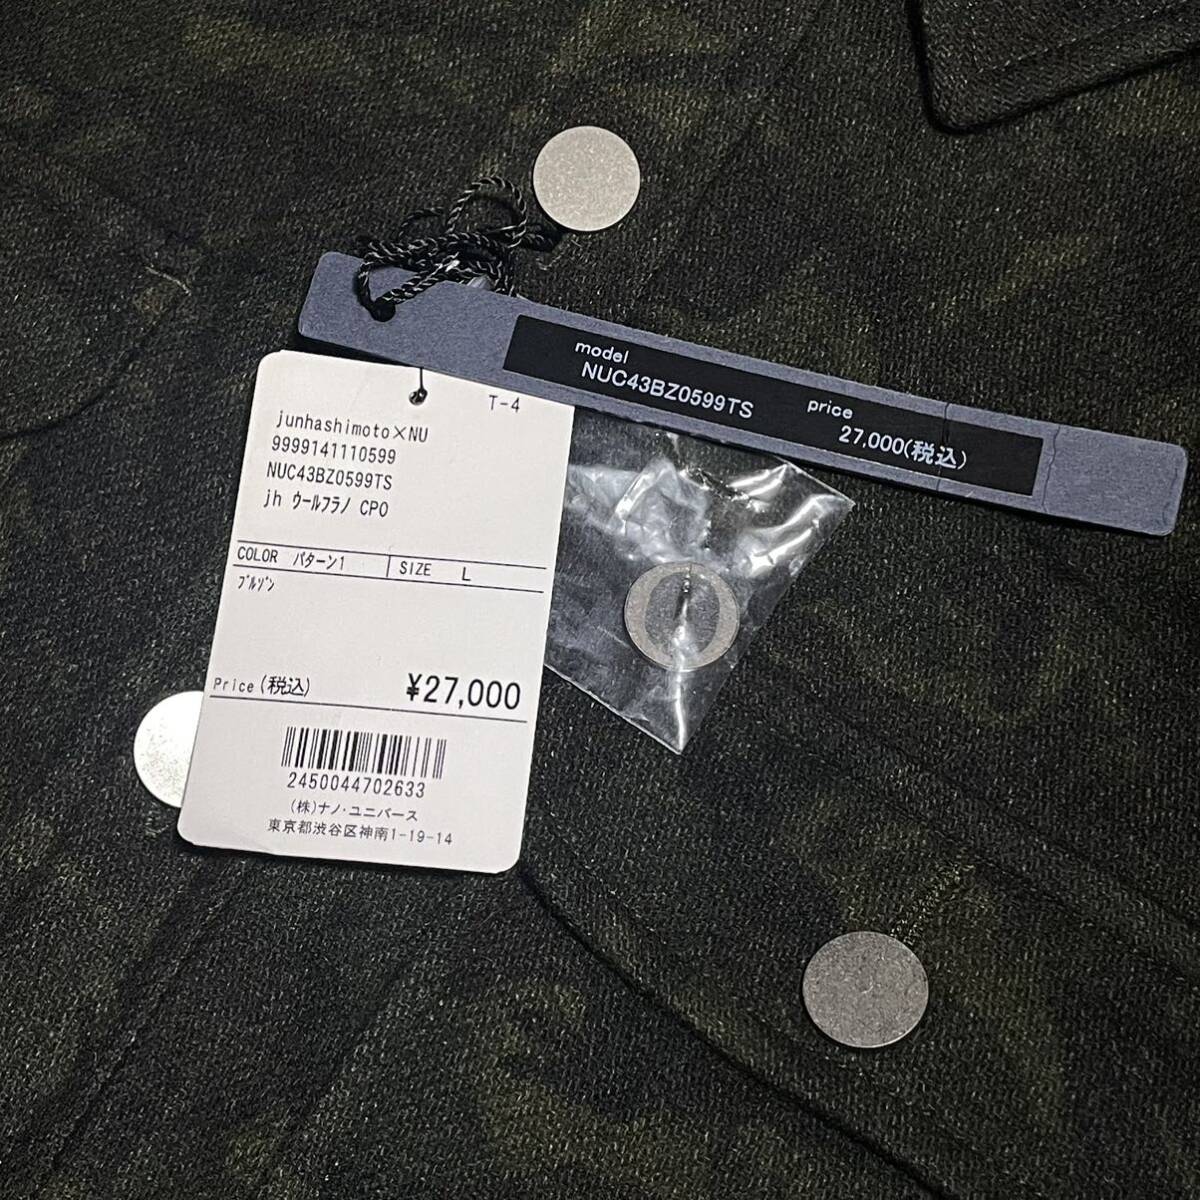 model
NUC43BZ0599TS
price
27,000(税込)
T-4
junhashimoto×NU
9999141110599
NUC43BZ0599TS
jh ウールフラノ CPO
COLOR パターン1 SIZE L
ブルゾン
Price(税込) ¥27,000
2450044702633
(株)ナノ・ユニバース
東京都渋谷区神南1-19-14